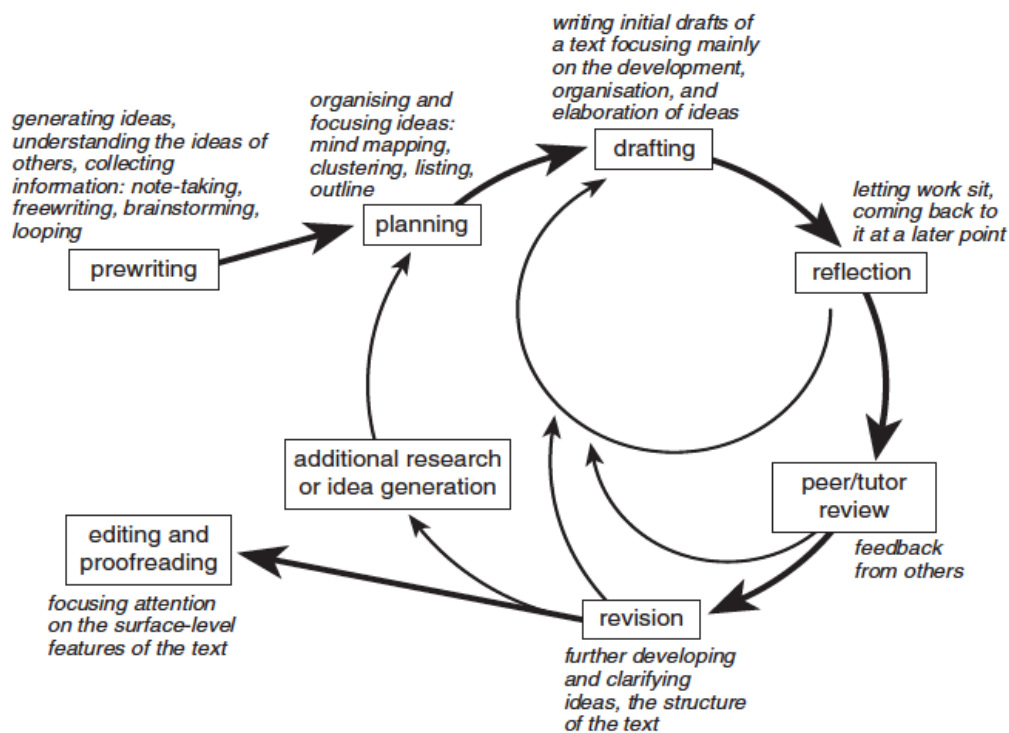 writing initial drafts of
a text focusing mainly
on the development,
organisation, and
elaboration of ideas
drafting
organising and
focusing ideas:
mind mapping,
clustering, listing,
outline
planning
generating ideas,
understanding the ideas of
others, collecting
information: note-taking,
freewriting, brainstorming,
looping
prewriting
letting work sit,
coming back to
it at a later point
reflection
additional research
or idea generation
peer/tutor
review
feedback
from others
editing and
proofreading
focusing attention
on the surface-level
features of the text
revision
further developing
and clarifying
ideas, the structure
of the text